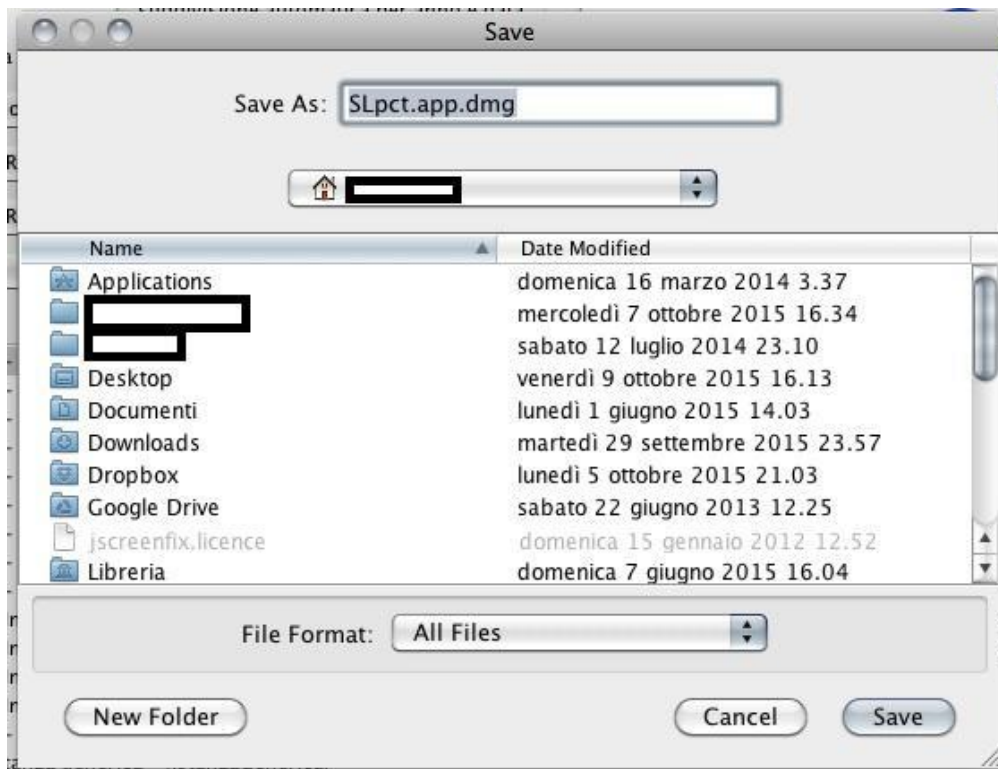 Save
Save As: SLpct.app.dmg
Name Date Modified
Applications domenica 16 marzo 2014 3.37
mercoledì 7 ottobre 2015 16.34
sabato 12 luglio 2014 23.10
Desktop venerdì 9 ottobre 2015 16.13
Documenti lunedì 1 giugno 2015 14.03
Downloads martedì 29 settembre 2015 23.57
Dropbox lunedì 5 ottobre 2015 21.03
Google Drive sabato 22 giugno 2013 12.25
jscreenfix.licence domenica 15 gennaio 2012 12.52
Libreria domenica 7 giugno 2015 16.04
File Format: All Files
New Folder Cancel Save